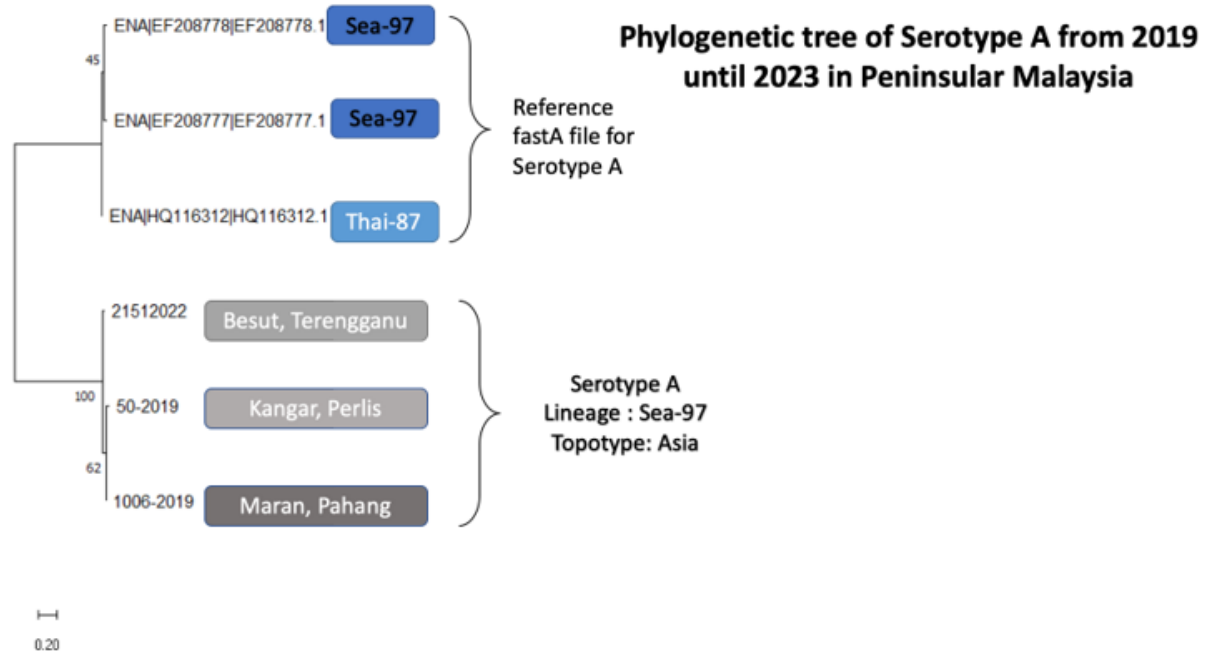 Phylogenetic tree of Serotype A from 2019
until 2023 in Peninsular Malaysia
ENA|EF208778|EF208778.1 Sea-97
45
ENA|EF208777|EF208777.1 Sea-97
Reference
fastA file for
Serotype A
ENA|HQ116312|HQ116312.1 Thai-87
21512022 Besut, Terengganu
100
50-2019 Kangar, Perlis
Serotype A
Lineage : Sea-97
Topotype: Asia
62
1006-2019 Maran, Pahang
0.20